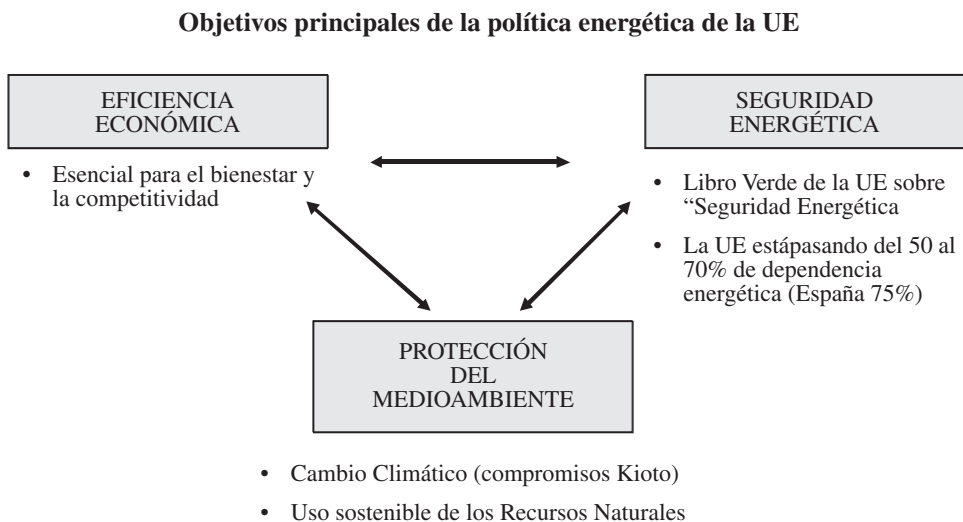 Objetivos principales de la política energética de la UE
EFICIENCIA
ECONÓMICA
• Esencial para el bienestar y
la competitividad
SEGURIDAD
ENERGÉTICA
• Libro Verde de la UE sobre
“Seguridad Energética
• La UE estápasando del 50 al
70% de dependencia
energética (España 75%)
PROTECCIÓN
DEL
MEDIOAMBIENTE
• Cambio Climático (compromisos Kioto)
• Uso sostenible de los Recursos Naturales